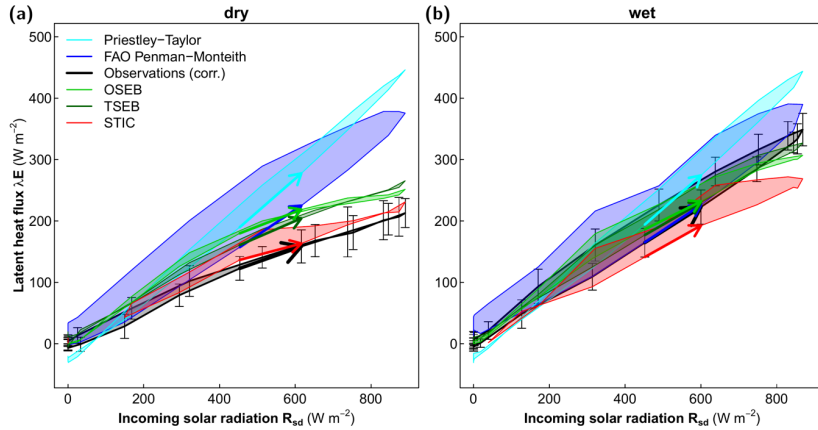 (a) dry
(b) wet
Latent heat flux λE (W m−2)
500
400
300
200
100
0
Priestley−Taylor
FAO Penman−Monteith
Observations (corr.)
OSEB
TSEB
STIC
0 200 400 600 800
Incoming solar radiation Rsd (W m−2)
500
400
300
200
100
0
0 200 400 600 800
Incoming solar radiation Rsd (W m−2)